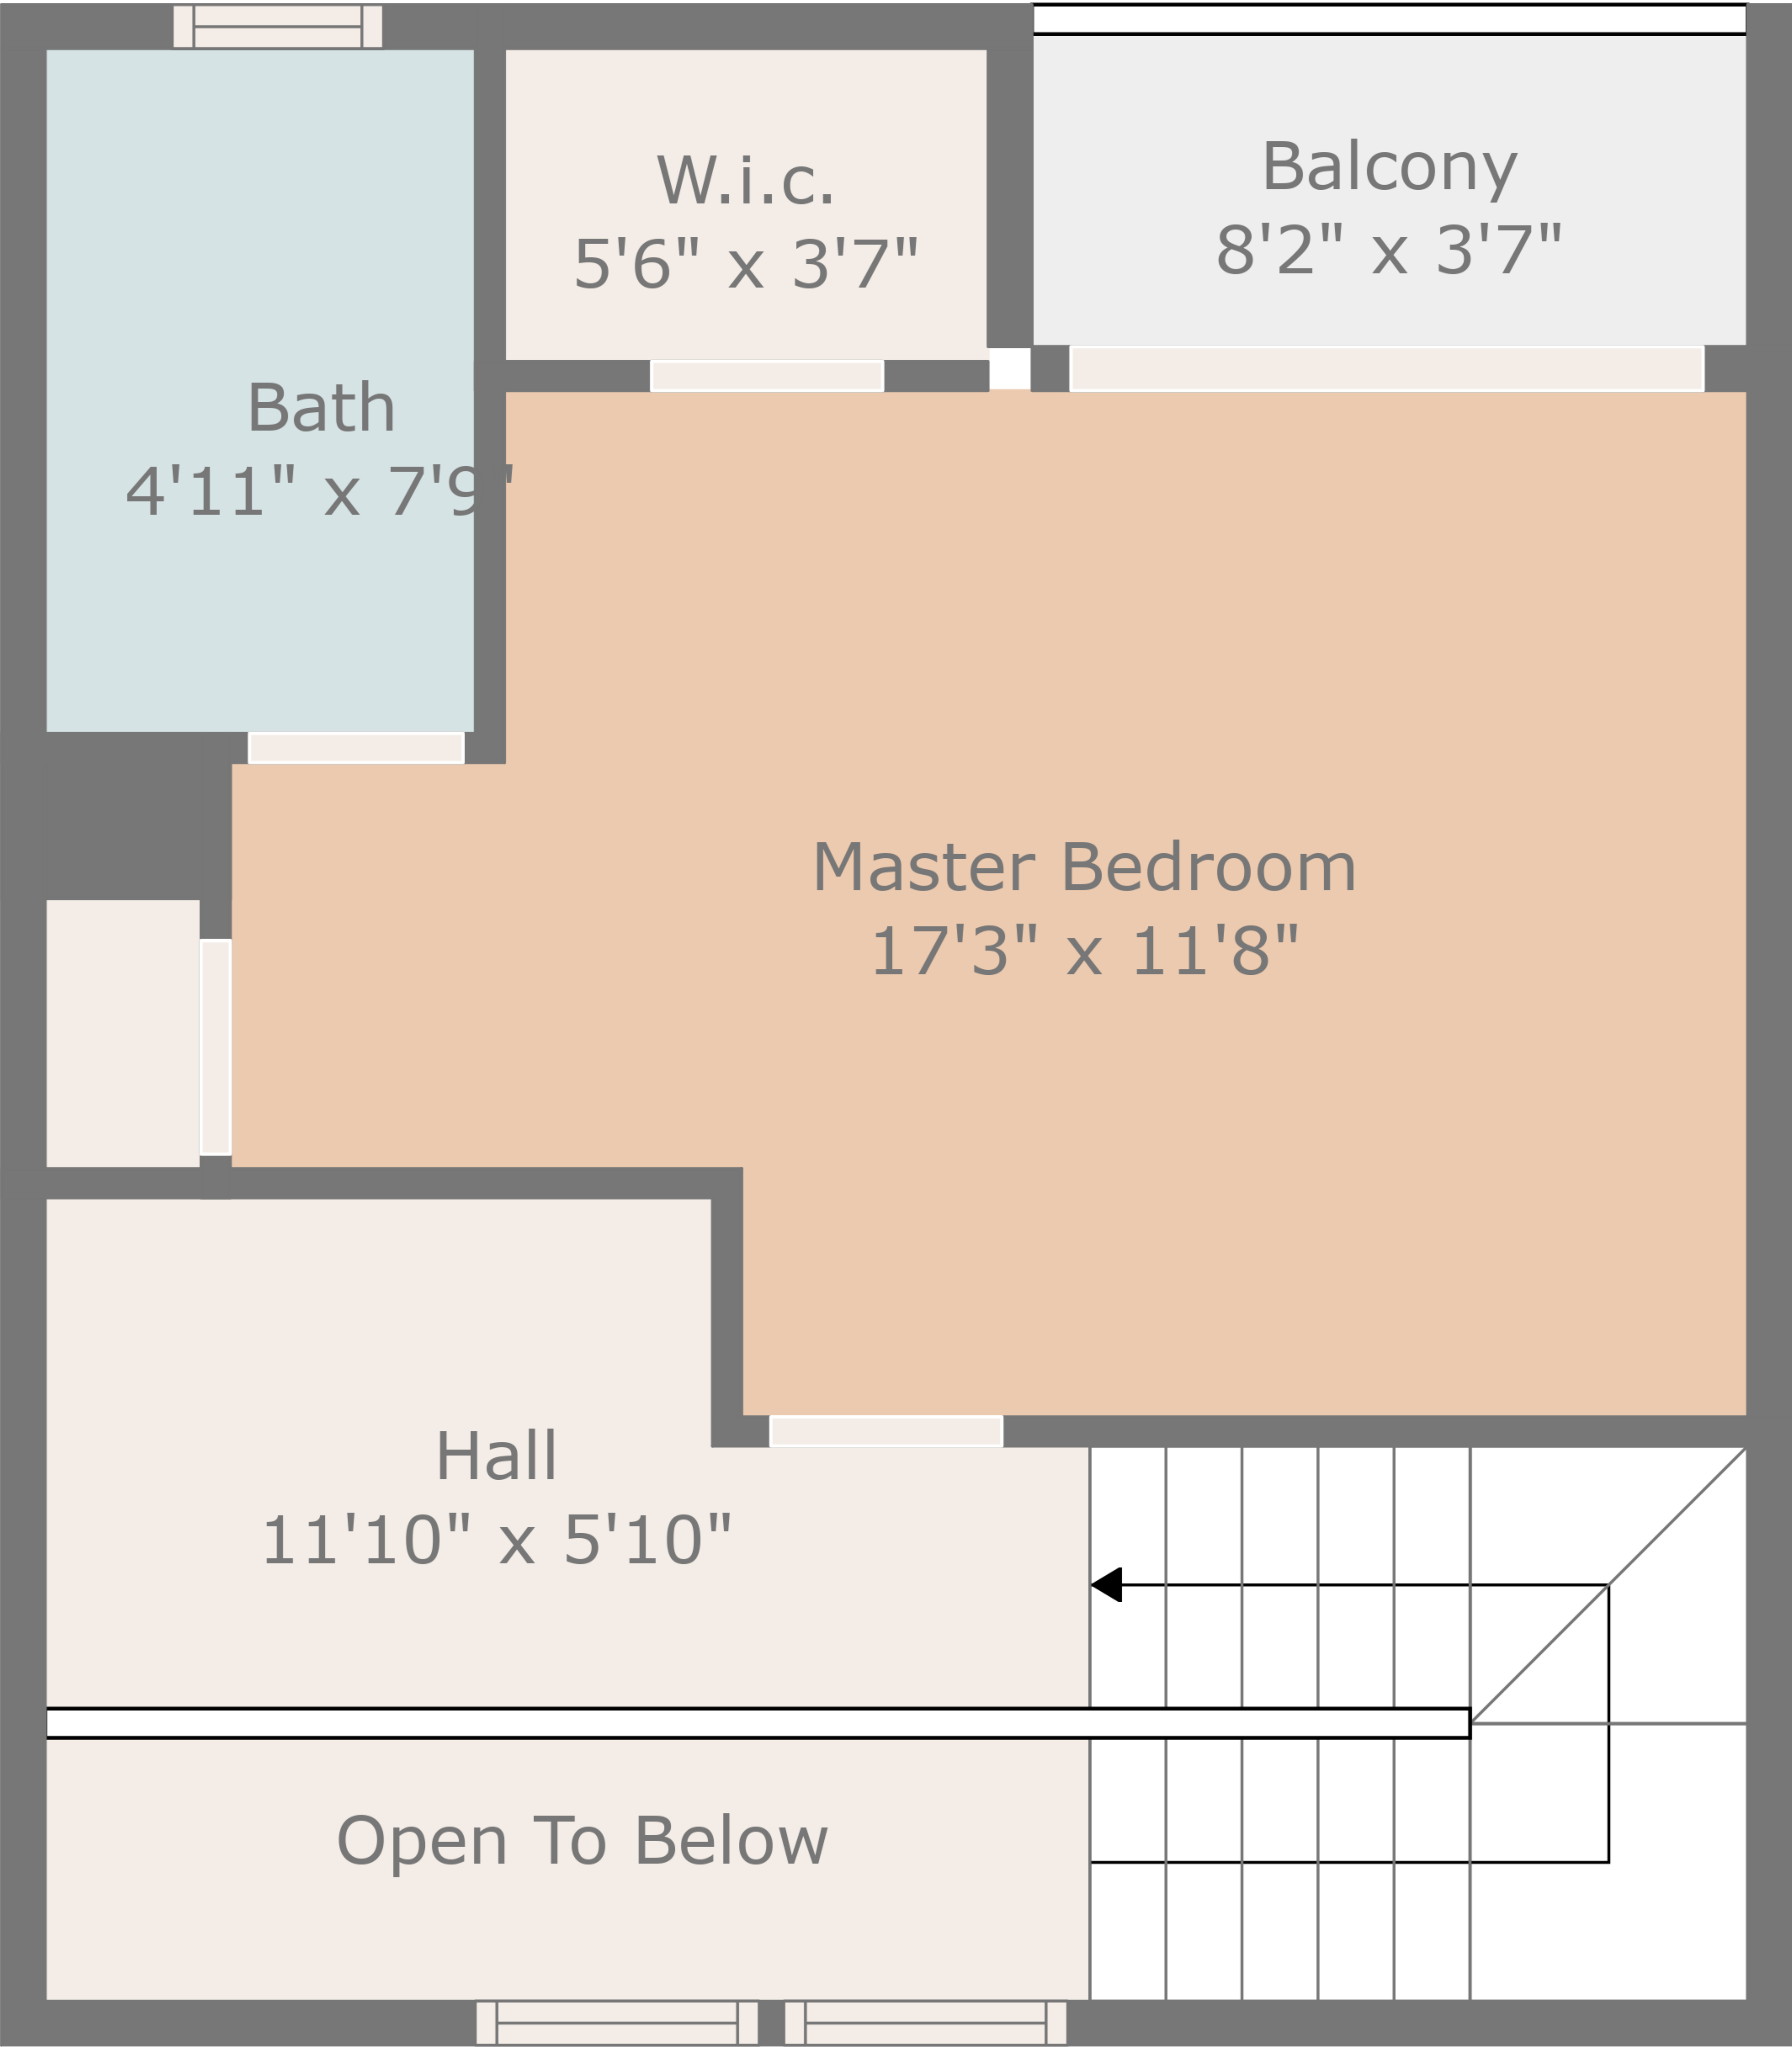 W.i.c.
5'6" x 3'7"
Balcony
8'2" x 3'7"
Bath
4'11" x 7'9"
Master Bedroom
17'3" x 11'8"
Hall
11'10" x 5'10"
Open To Below